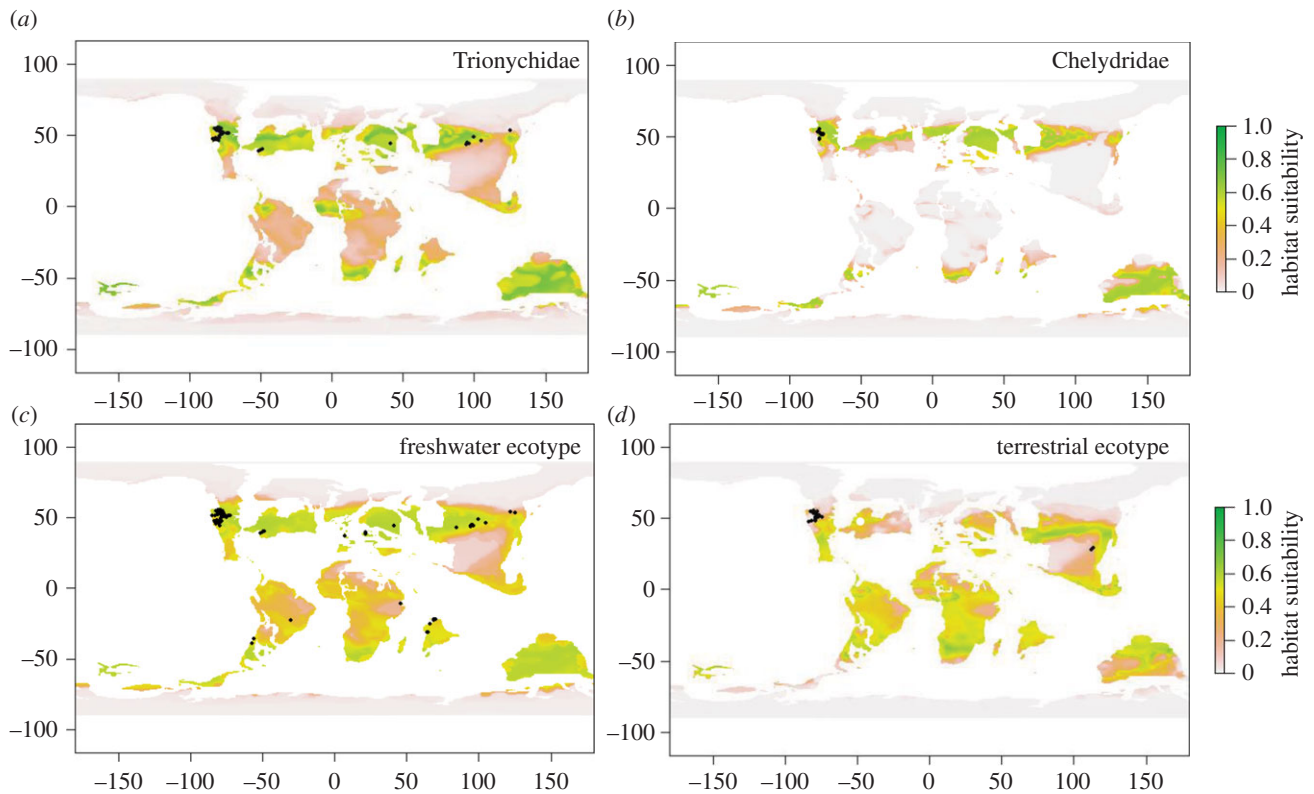 (a)
(b)
Trionychidae
Chelydridae
100
50
0
−50
−100
−150 −100 −50 0 50 100 150
100
50
0
−50
−100
−150 −100 −50 0 50 100 150
1.0
0.8
0.6
0.4
0.2
0
habitat suitability
(c)
(d)
freshwater ecotype
terrestrial ecotype
100
50
0
−50
−100
−150 −100 −50 0 50 100 150
100
50
0
−50
−100
−150 −100 −50 0 50 100 150
1.0
0.8
0.6
0.4
0.2
0
habitat suitability